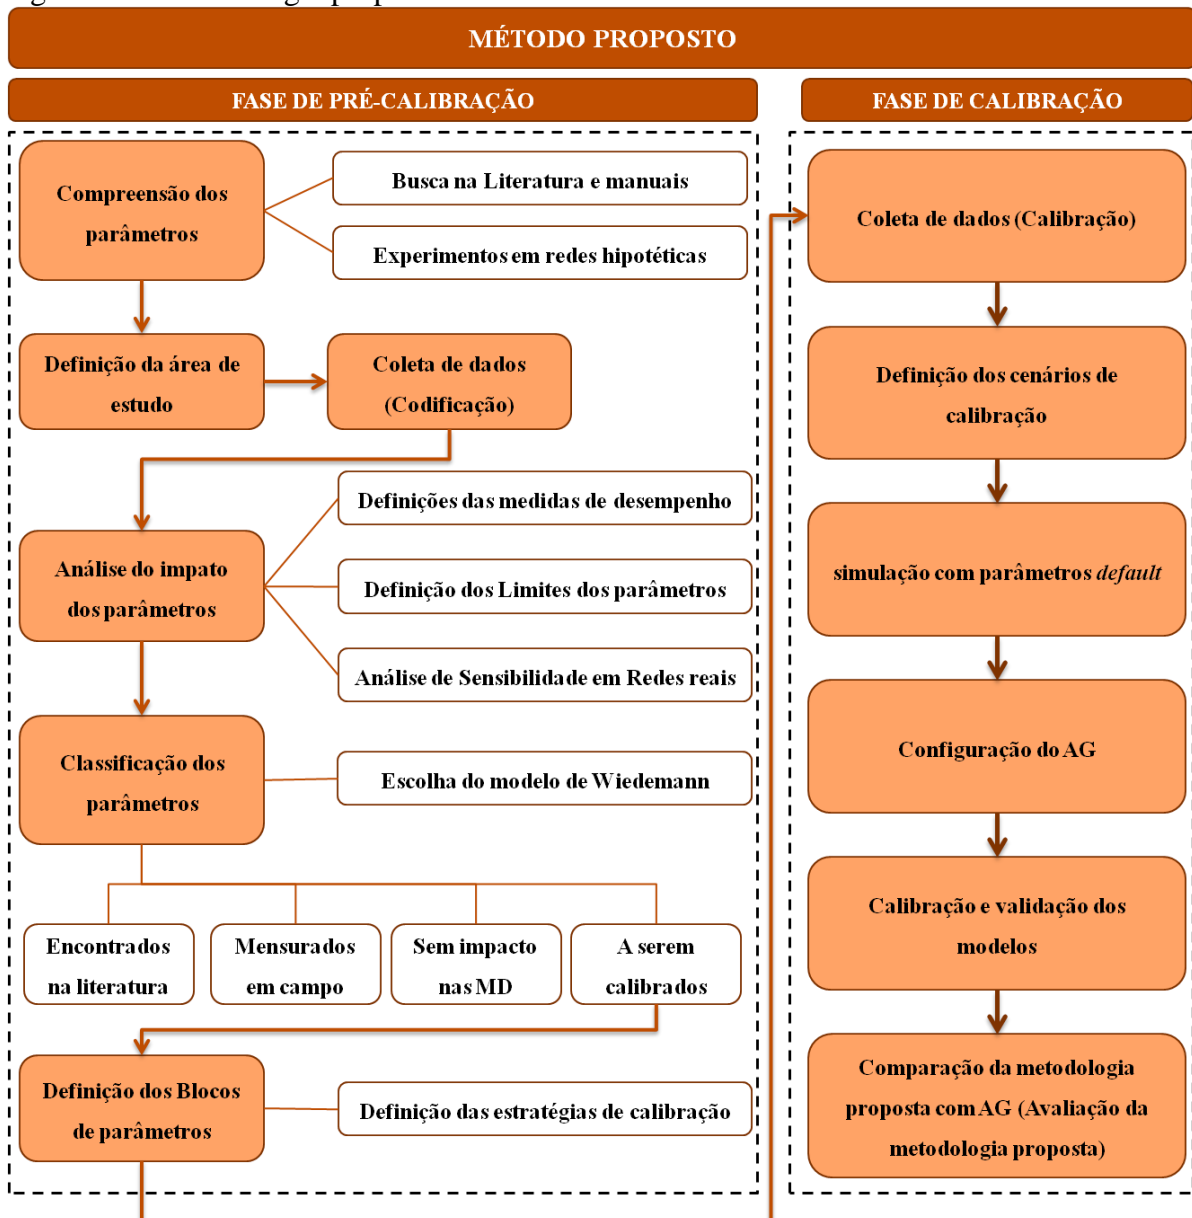 MÉTODO PROPOSTO
FASE DE PRÉ-CALIBRAÇÃO
Compreensão dos
parâmetros
Busca na Literatura e manuais
Experimentos em redes hipotéticas
Definição da área de
estudo
Coleta de dados
(Codificação)
Análise do impato
dos parâmetros
Definições das medidas de desempenho
Definição dos Limites dos parâmetros
Análise de Sensibilidade em Redes reais
Classificação dos
parâmetros
Escolha do modelo de Wiedemann
Encontrados
na literatura
Mensurados
em campo
Sem impacto
nas MD
A serem
calibrados
Definição dos Blocos
de parâmetros
Definição das estratégias de calibração
FASE DE CALIBRAÇÃO
Coleta de dados (Calibração)
Definição dos cenários de
calibração
simulação com parâmetros default
Configuração do AG
Calibração e validação dos
modelos
Comparação da metodologia
proposta com AG (Avaliação da
metodologia proposta)